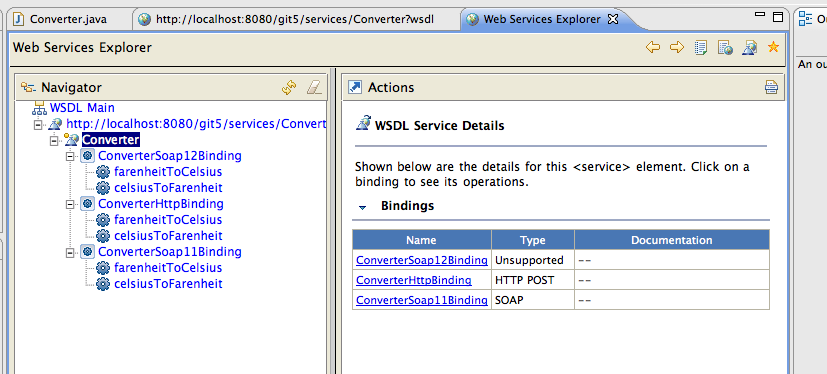 Converter.java
http://localhost:8080/git5/services/Converter?wsdl
Web Services Explorer
Web Services Explorer
Navigator
WSDL Main
http://localhost:8080/git5/services/Convert
Converter
ConverterSoap12Binding
farenheitToCelsius
celsiusToFarenheit
ConverterHttpBinding
farenheitToCelsius
celsiusToFarenheit
ConverterSoap11Binding
farenheitToCelsius
celsiusToFarenheit
Actions
WSDL Service Details
Shown below are the details for this <service> element. Click on a
binding to see its operations.
Bindings
Name Type Documentation
ConverterSoap12Binding Unsupported --
ConverterHttpBinding HTTP POST --
ConverterSoap11Binding SOAP --
An ou